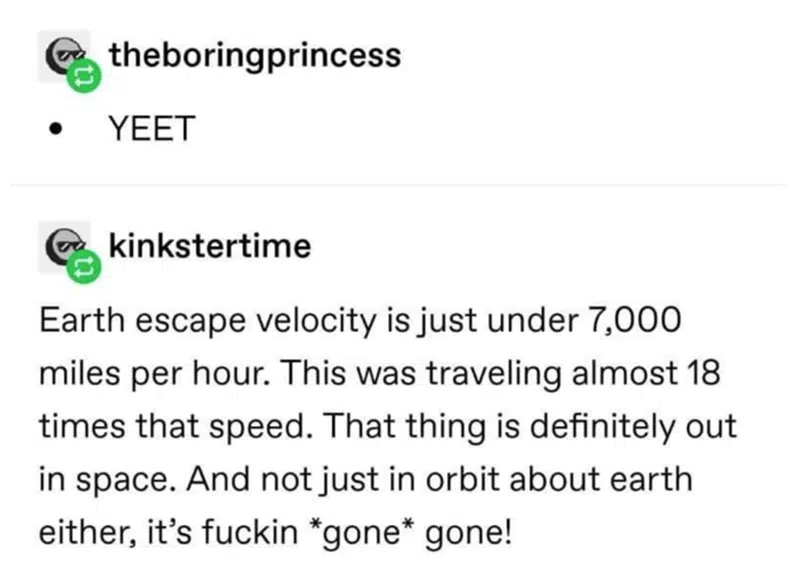 theboringprincess
• YEET
kinkstertime
Earth escape velocity is just under 7,000
miles per hour. This was traveling almost 18
times that speed. That thing is definitely out
in space. And not just in orbit about earth
either, it’s fuckin *gone* gone!